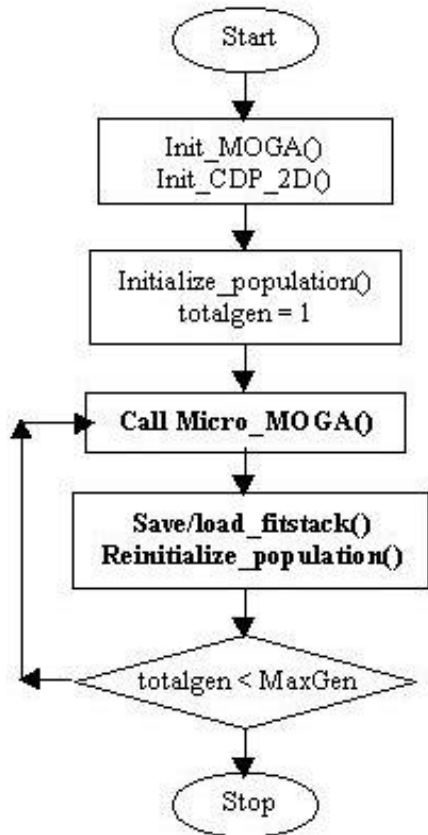 Start
Init_MOGA()
Init_CDP_2D()
Initialize_population()
totalgen = 1
Call Micro_MOGA()
Save/load_fitstack()
Reinitialize_population()
totalgen < MaxGen
Stop